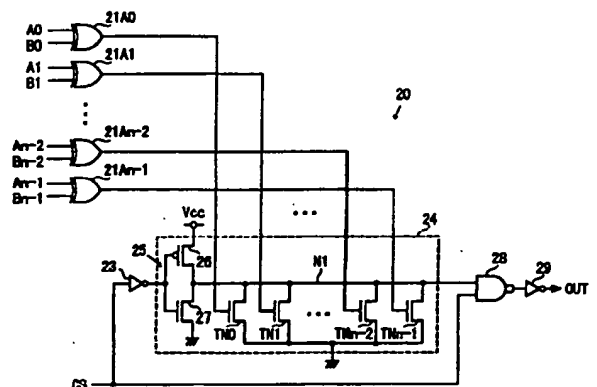 21A0
A0
B0
21A1
A1
B1
20
21An-2
An-2
Bn-2
21An-1
An-1
Bn-1
24
Vcc
25
26
N1
28
23
29
OUT
27
TN0
TN1
TNn-2
TNn-1
CS